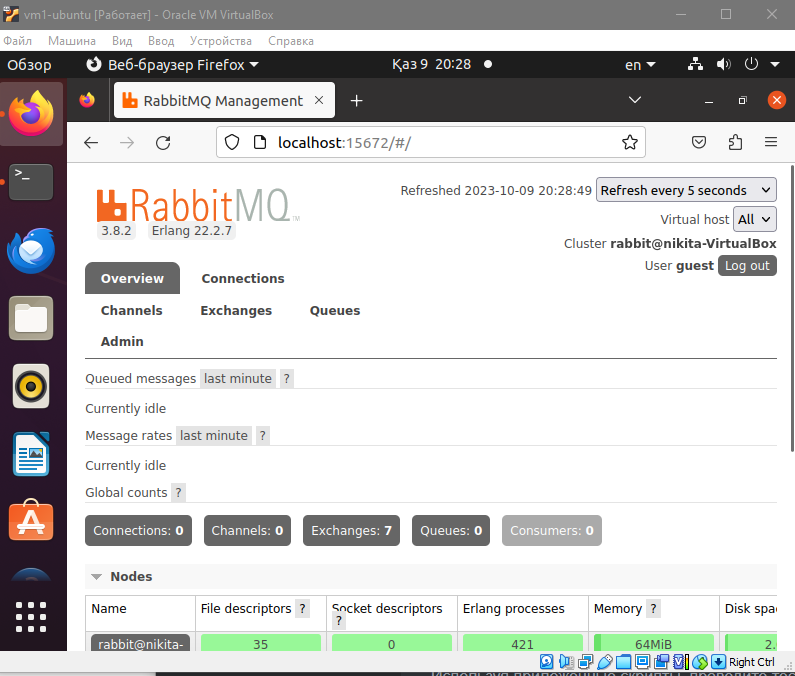 vm1-ubuntu [Работает] - Oracle VM VirtualBox
Файл Машина Вид Ввод Устройства Справка
Обзор Веб-браузер Firefox Қаз 9 20:28 en
RabbitMQ Management
localhost:15672/#/
Refreshed 2023-10-09 20:28:49 Refresh every 5 seconds
RabbitMQ TM
3.8.2 Erlang 22.2.7
Virtual host All
Cluster rabbit@nikita-VirtualBox
User guest Log out
Overview Connections
Channels Exchanges Queues
Admin
Queued messages last minute ?
Currently idle
Message rates last minute ?
Currently idle
Global counts ?
Connections: 0 Channels: 0 Exchanges: 7 Queues: 0 Consumers: 0
Nodes
Name File descriptors ? Socket descriptors ? Erlang processes Memory ? Disk spac
rabbit@nikita- 35 0 421 64MiB 2.
Right Ctrl